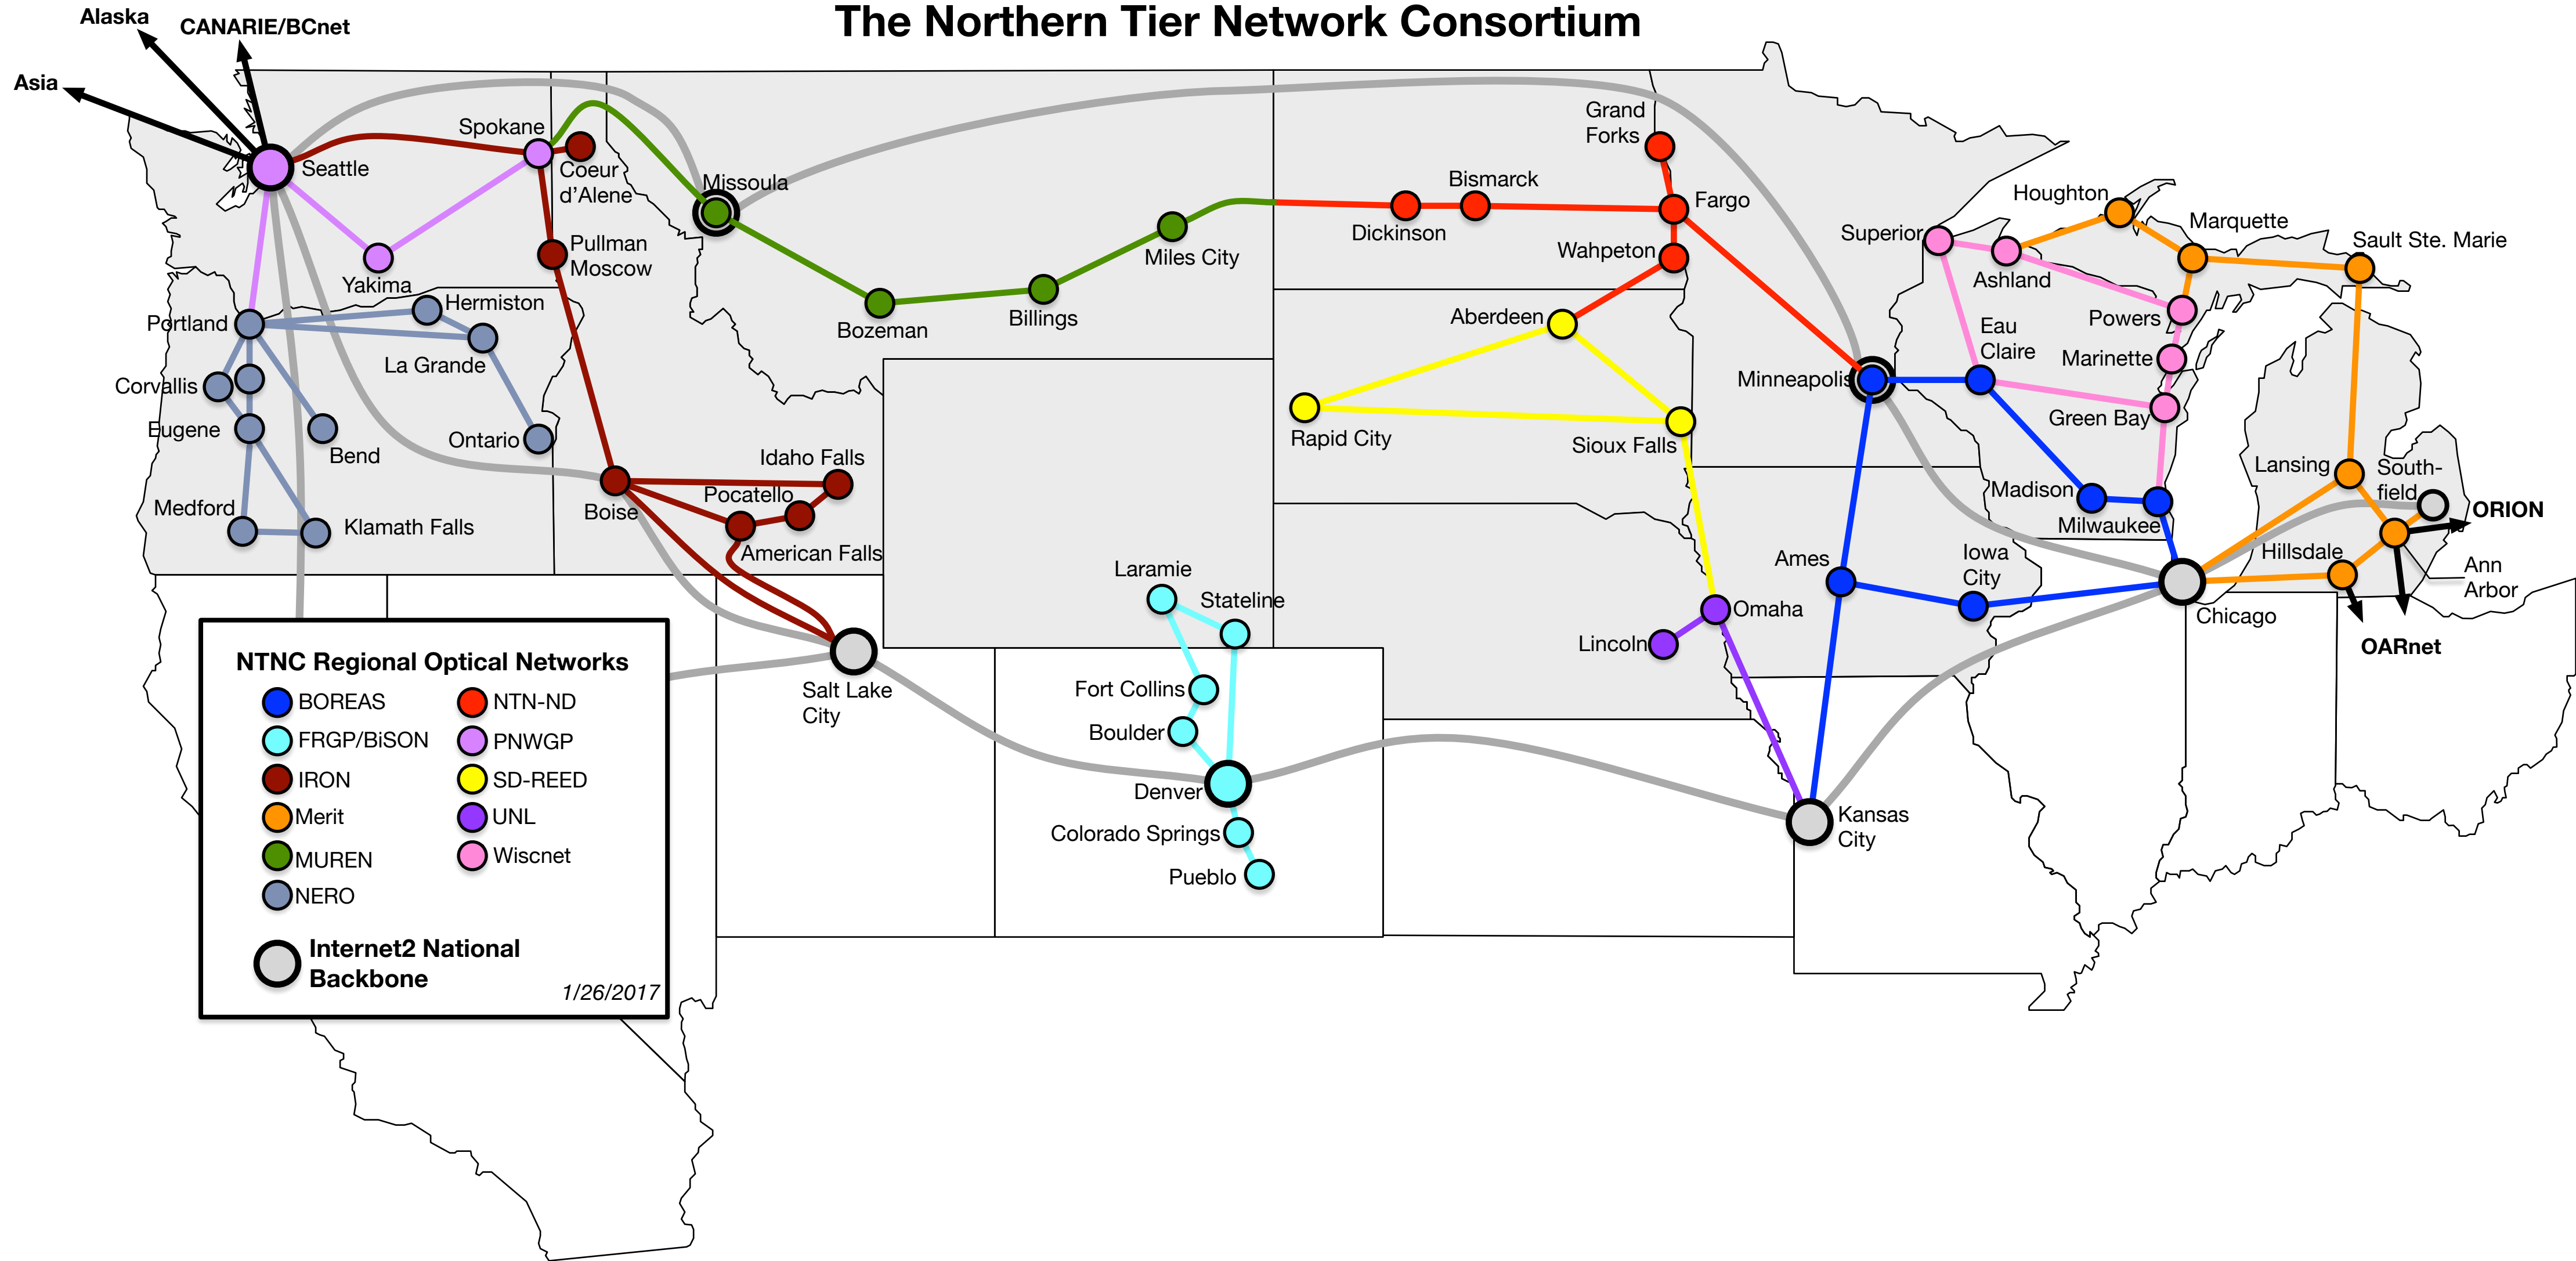 The Northern Tier Network Consortium
Alaska
CANARIE/BCnet
Asia
Seattle
Spokane
Coeur
d'Alene
Pullman
Moscow
Yakima
Missoula
Bozeman
Billings
Miles City
Dickinson
Bismarck
Grand
Forks
Fargo
Wahpeton
Aberdeen
Rapid City
Sioux Falls
Minneapolis
Superior
Ashland
Houghton
Marquette
Sault Ste. Marie
Powers
Marinette
Green Bay
Eau
Claire
Madison
Milwaukee
Lansing
South-
field
ORION
Hillsdale
Ann
Arbor
OARnet
Chicago
Ames
Iowa
City
Omaha
Lincoln
Kansas
City
Portland
Hermiston
La Grande
Corvallis
Eugene
Bend
Ontario
Medford
Klamath Falls
Boise
Idaho Falls
Pocatello
American Falls
Salt Lake
City
Laramie
Stateline
Fort Collins
Boulder
Denver
Colorado Springs
Pueblo
NTNC Regional Optical Networks
BOREAS
FRGP/BiSON
IRON
Merit
MUREN
NERO
NTN-ND
PNWGP
SD-REED
UNL
Wiscnet
Internet2 National
Backbone
1/26/2017